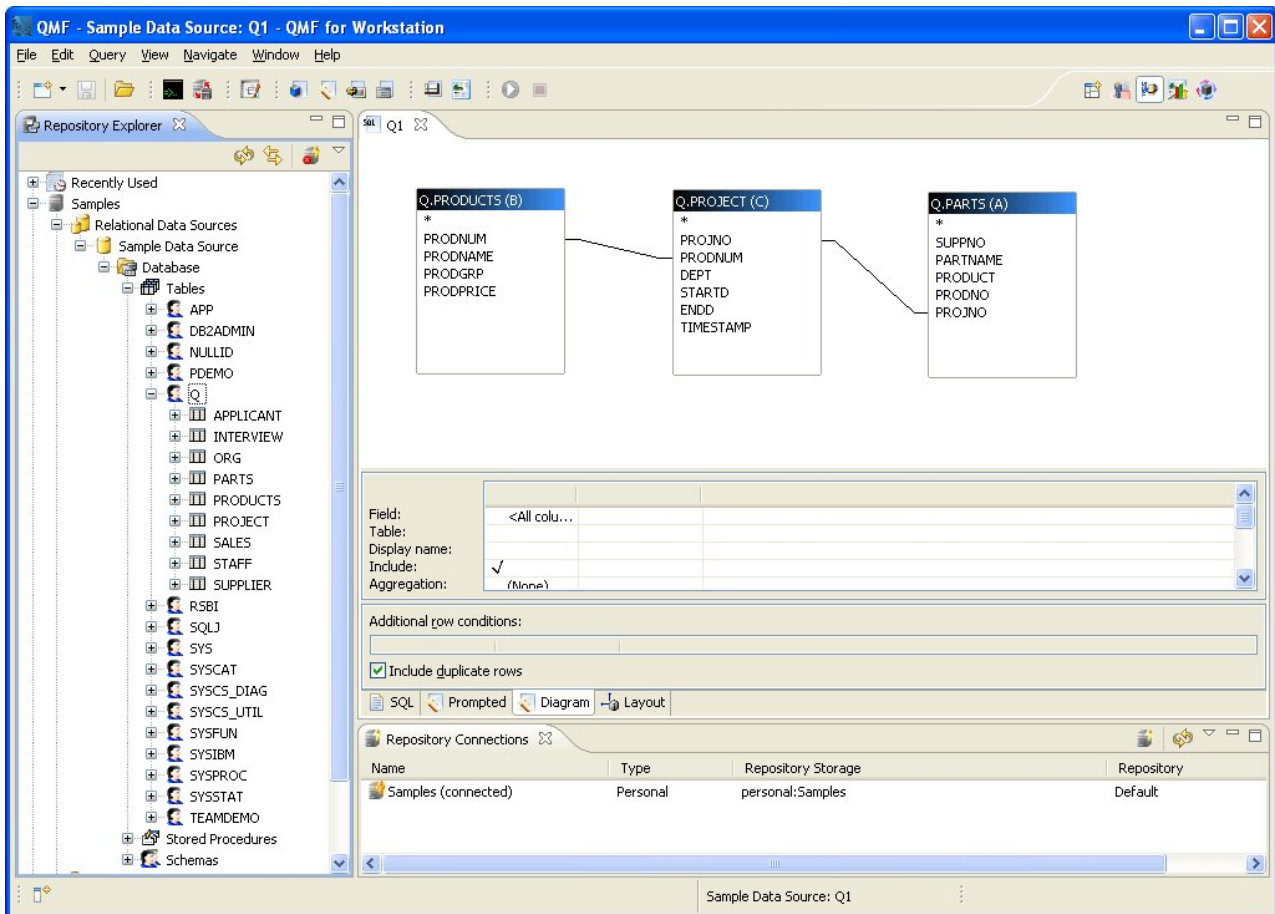 QMF - Sample Data Source: Q1 - QMF for Workstation
File Edit Query View Navigate Window Help
Repository Explorer
Recently Used
Samples
Relational Data Sources
Sample Data Source
Database
Tables
APP
DB2ADMIN
NULLID
PDEMO
Q
APPLICANT
INTERVIEW
ORG
PARTS
PRODUCTS
PROJECT
SALES
STAFF
SUPPLIER
RSBI
SQLJ
SYS
SYSCAT
SYSCS_DIAG
SYSCS_UTIL
SYSFUN
SYSIBM
SYSPROC
SYSSTAT
TEAMDEMO
Stored Procedures
Schemas
SQL Q1
Q.PRODUCTS (B)
*
PRODNUM
PRODNAME
PRODGRP
PRODPRICE
Q.PROJECT (C)
*
PROJNO
PRODNUM
DEPT
STARTD
ENDD
TIMESTAMP
Q.PARTS (A)
*
SUPPNO
PARTNAME
PRODUCT
PRODNO
PROJNO
Field: <All colu...
Table:
Display name:
Include:
Aggregation: (None)
Additional row conditions:
Include duplicate rows
SQL Prompted Diagram Layout
Repository Connections
Name Type Repository Storage Repository
Samples (connected) Personal personal:Samples Default
Sample Data Source: Q1